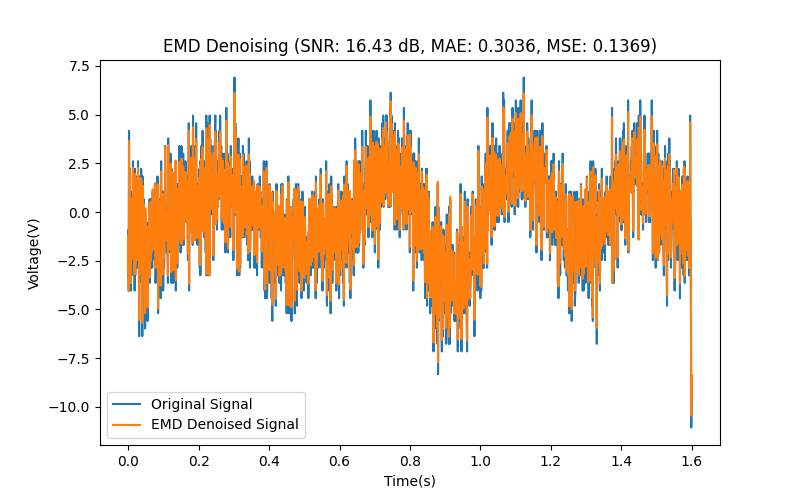 EMD Denoising (SNR: 16.43 dB, MAE: 0.3036, MSE: 0.1369)
7.5
5.0
2.5
0.0
−2.5
−5.0
−7.5
−10.0
Voltage(V)
Original Signal
EMD Denoised Signal
0.0 0.2 0.4 0.6 0.8 1.0 1.2 1.4 1.6
Time(s)